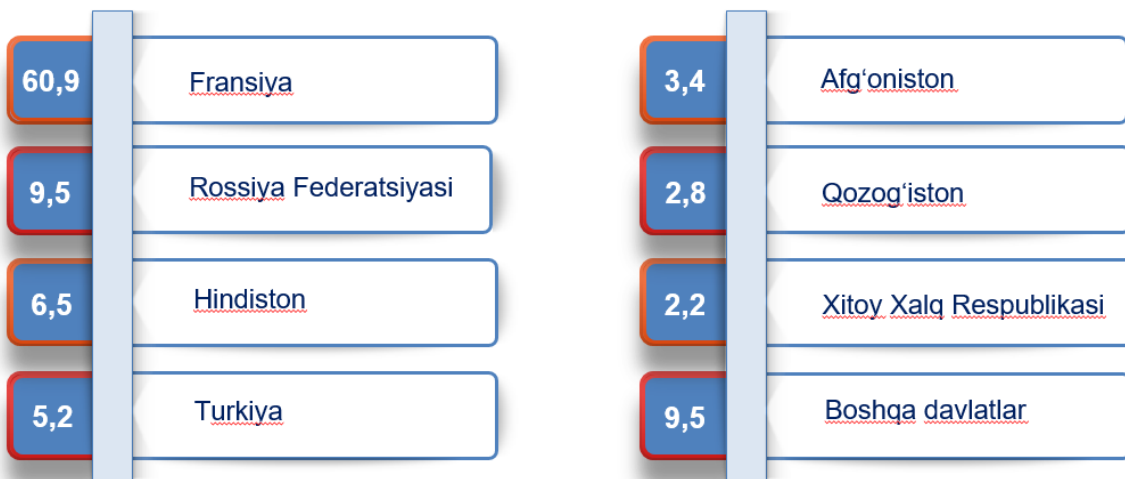 60,9 Fransiya
9,5 Rossiya Federatsiyasi
6,5 Hindiston
5,2 Turkiya
3,4 Afg‘oniston
2,8 Qozog‘iston
2,2 Xitoy Xalq Respublikasi
9,5 Boshqa davlatlar